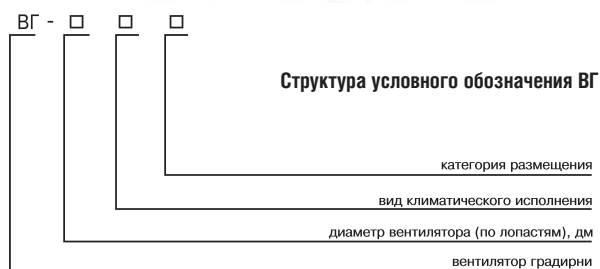 ВГ - □ □ □
Структура условного обозначения ВГ
категория размещения
вид климатического исполнения
диаметр вентилятора (по лопастям), дм
вентилятор градирни